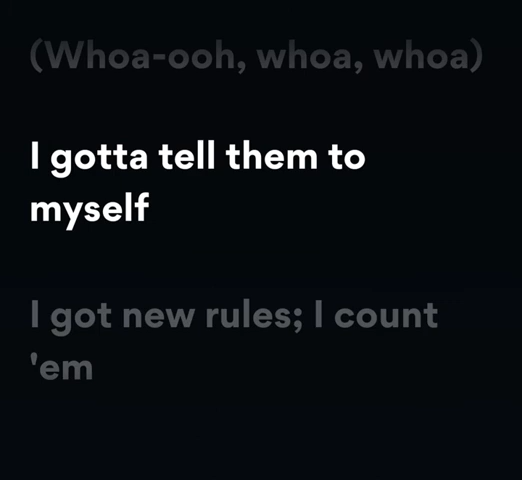 (Whoa-ooh, whoa, whoa)
I gotta tell them to
myself
I got new rules; I count
'em